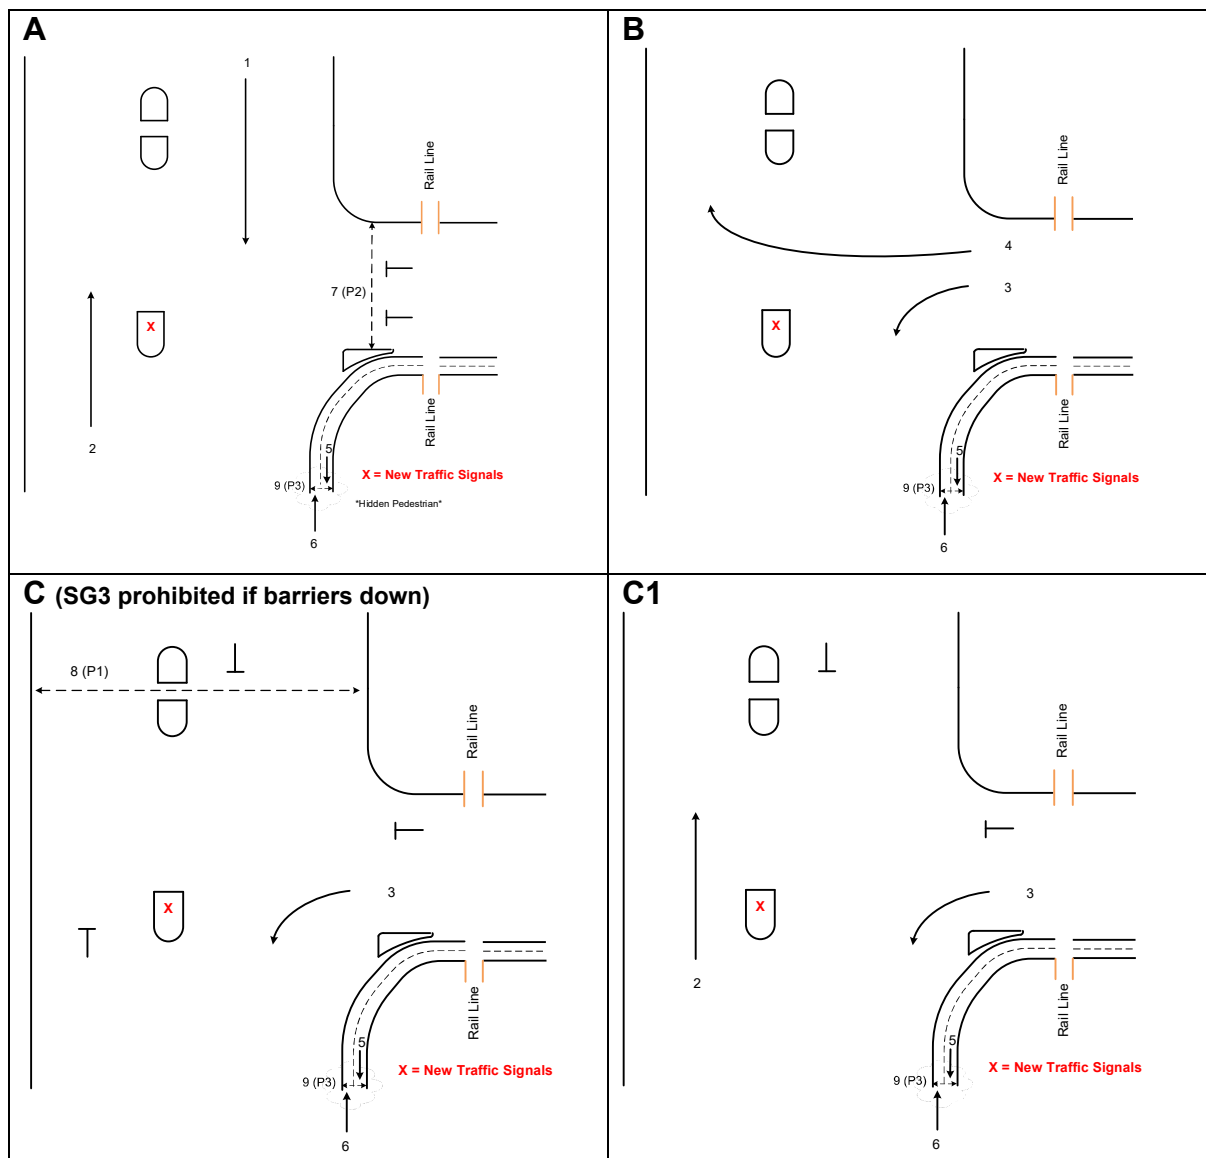 A
1
Rail Line
7 (P2)
X
2
Rail Line
5
X = New Traffic Signals
9 (P3)
*Hidden Pedestrian*
6
B
Rail Line
4
3
X
Rail Line
5
X = New Traffic Signals
9 (P3)
6
C (SG3 prohibited if barriers down)
8 (P1)
Rail Line
3
X
Rail Line
5
X = New Traffic Signals
9 (P3)
6
C1
Rail Line
3
X
2
Rail Line
5
X = New Traffic Signals
9 (P3)
6